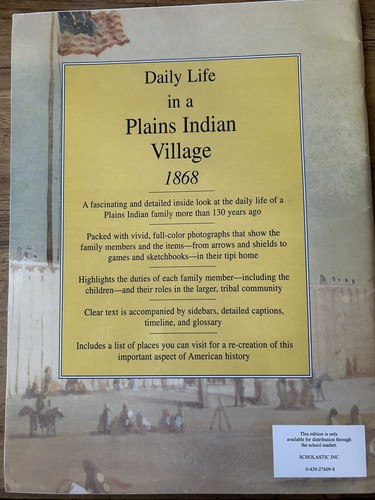 Daily Life
in a
Plains Indian
Village
1868
A fascinating and detailed inside look at the daily life of a
Plains Indian family more than 130 years ago
Packed with vivid, full-color photographs that show the
family members and the items—from arrows and shields to
games and sketchbooks—in their tipi home
Highlights the duties of each family member—including the
children—and their roles in the larger, tribal community
Clear text is accompanied by sidebars, detailed captions,
timeline, and glossary
Includes a list of places you can visit for a re-creation of this
important aspect of American history
This edition is only
available for distribution through
the school market.
SCHOLASTIC INC.
0-439-27609-8